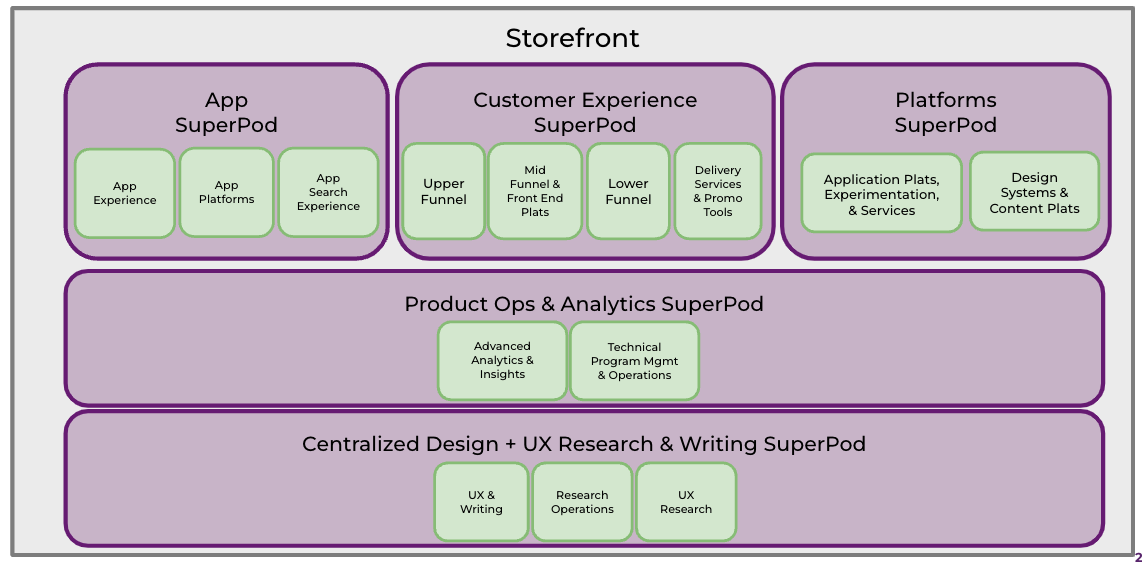 Storefront
App
SuperPod
App
Experience
App
Platforms
App
Search
Experience
Customer Experience
SuperPod
Upper
Funnel
Mid
Funnel &
Front End
Plats
Lower
Funnel
Delivery
Services
& Promo
Tools
Platforms
SuperPod
Application Plats,
Experimentation,
& Services
Design
Systems &
Content Plats
Product Ops & Analytics SuperPod
Advanced
Analytics &
Insights
Technical
Program Mgmt
& Operations
Centralized Design + UX Research & Writing SuperPod
UX &
Writing
Research
Operations
UX
Research
2